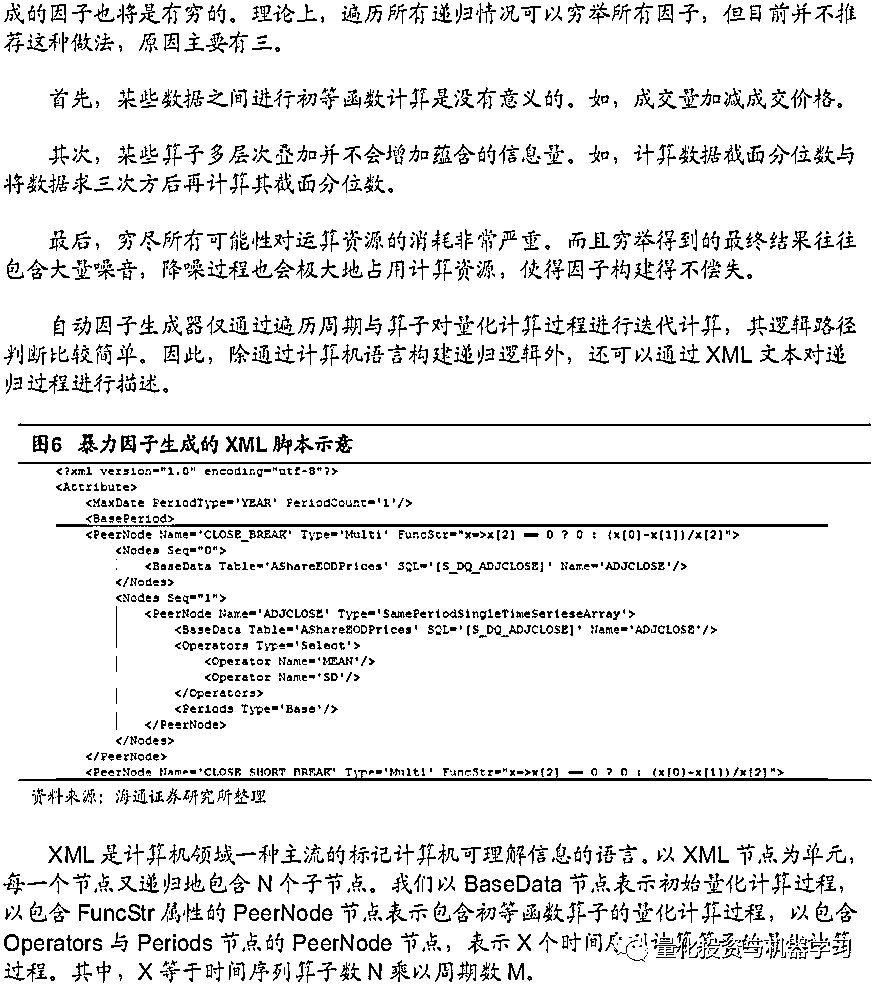 成的因子也将是有穷的。理论上，遍历所有递归情况可以穷举所有因子，但目前并不推
荐这种做法，原因主要有三。
首先，某些数据之间进行初等函数计算是没有意义的。如，成交量加减成交价格。
其次，某些算子多层次叠加并不会增加蕴含的信息量。如，计算数据截面分位数与
将数据求三次方后再计算其截面分位数。
最后，穷尽所有可能性对运算资源的消耗非常严重。而且穷举得到的最终结果往往
包含大量噪音，降噪过程也会极大地占用计算资源，使得因子构建得不偿失。
自动因子生成器仅通过遍历周期与算子对量化计算过程进行迭代计算，其逻辑路径
判断比较简单。因此，除通过计算机语言构建递归逻辑外，还可以通过 XML 文本对递
归过程进行描述。
图6 暴力因子生成的 XML 脚本示意
<?xml version="1.0" encoding="utf-8"?>
<Attribute>
<MaxDate PeriodType='YEAR' PeriodCount='1'/>
<BasePeriod>
<PeerNode Name='CLOSE_BREAK' Type='Multi' FuncStr="x=>x[2] == 0 ? 0 : (x[0]-x[1])/x[2]">
<Nodes Seq="0">
<BaseData Table='AShareEODPrices' SQL='[S_DQ_ADJCLOSE]' Name='ADJCLOSE'/>
</Nodes>
<Nodes Seq="1">
<PeerNode Name='ADJCLOSE' Type='SamePeriodSingleTimeSerieseArray'>
<BaseData Table='AShareEODPrices' SQL='[S_DQ_ADJCLOSE]' Name='ADJCLOSE'/>
<Operators Type='Select'>
<Operator Name='MEAN'/>
<Operator Name='SD'/>
</Operators>
<Periods Type='Base'/>
</PeerNode>
</Nodes>
</PeerNode>
<PeerNode Name='CLOSE_SHORT_BREAK' Type='Multi' FuncStr="x=>x[2] == 0 ? 0 : (x[0]-x[1])/x[2]">
资料来源：海通证券研究所整理
XML 是计算机领域一种主流的标记计算机可理解信息的语言。以 XML 节点为单元，
每一个节点又递归地包含 N 个子节点。我们以 BaseData 节点表示初始量化计算过程，
以包含 FuncStr 属性的 PeerNode 节点表示包含初等函数算子的量化计算过程，以包含
Operators 与 Periods 节点的 PeerNode 节点，表示 X 个时间序列计算算子的量化计算
过程。其中，X 等于时间序列算子数 N 乘以周期数 M。
量化投资与机器学习